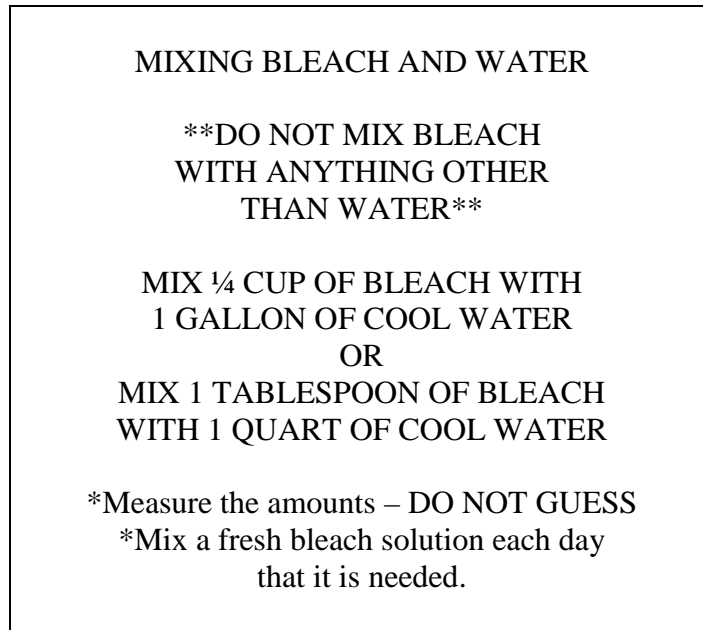 MIXING BLEACH AND WATER
**DO NOT MIX BLEACH
WITH ANYTHING OTHER
THAN WATER**
MIX ¼ CUP OF BLEACH WITH
1 GALLON OF COOL WATER
OR
MIX 1 TABLESPOON OF BLEACH
WITH 1 QUART OF COOL WATER
*Measure the amounts – DO NOT GUESS
*Mix a fresh bleach solution each day
that it is needed.